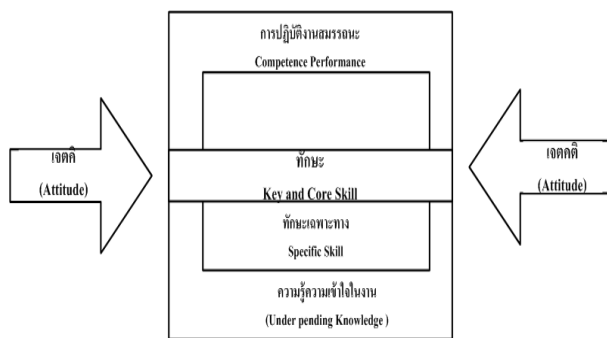 การปฏิบัติงานสมรรถนะ
Competence Performance
เจตคิ
(Attitude)
ทักษะ
Key and Core Skill
เจตคติ
(Attitude)
ทักษะเฉพาะทาง
Specific Skill
ความรู้ความเข้าใจในงาน
(Under pending Knowledge )